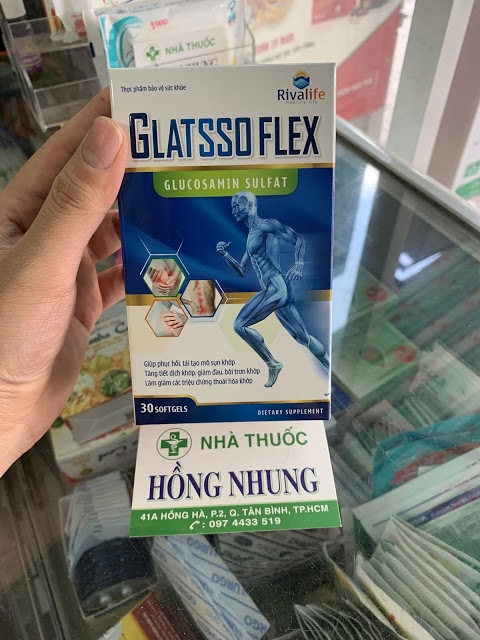 NHÀ THUỐC
Thực phẩm bảo vệ sức khỏe
Rivalife
healthy life
GLATSSO FLEX
GLUCOSAMIN SULFAT
Giúp phục hồi, tái tạo mô sụn khớp
Tăng tiết dịch khớp, giảm đau, bôi trơn khớp
Làm giảm các triệu chứng thoái hóa khớp
30 SOFTGELS
DIETARY SUPPLEMENT
NHÀ THUỐC
HỒNG NHUNG
41A HỒNG HÀ, P.2, Q. TÂN BÌNH, TP.HCM
: 097 4433 519